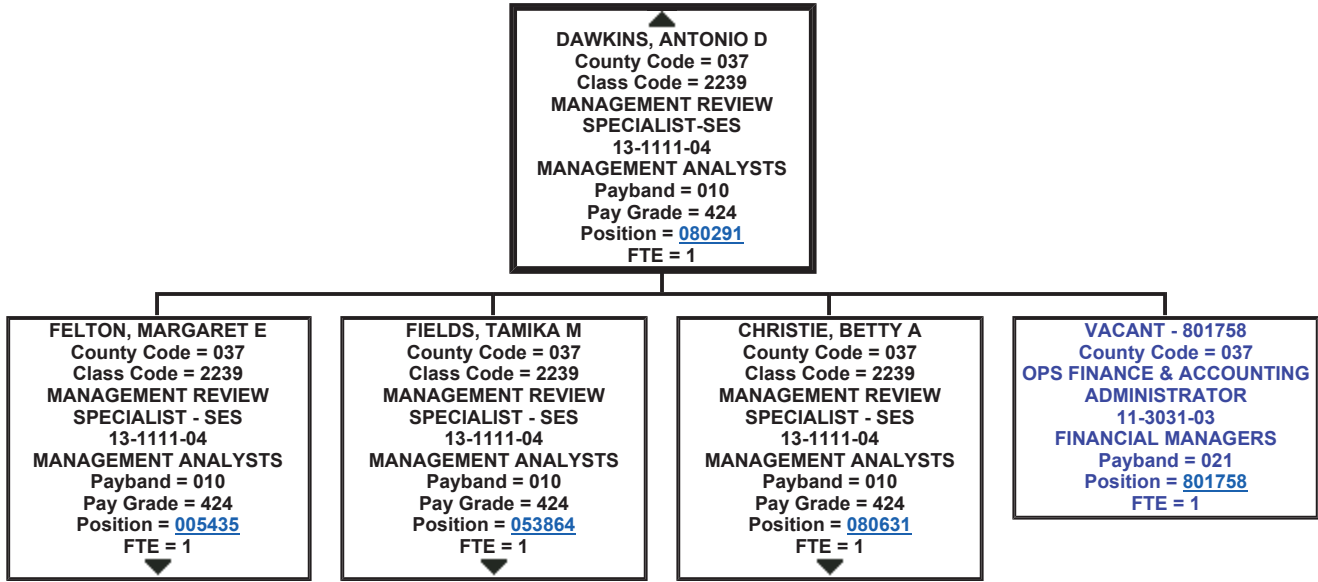 DAWKINS, ANTONIO D
County Code = 037
Class Code = 2239
MANAGEMENT REVIEW
SPECIALIST-SES
13-1111-04
MANAGEMENT ANALYSTS
Payband = 010
Pay Grade = 424
Position = 080291
FTE = 1
FELTON, MARGARET E
County Code = 037
Class Code = 2239
MANAGEMENT REVIEW
SPECIALIST - SES
13-1111-04
MANAGEMENT ANALYSTS
Payband = 010
Pay Grade = 424
Position = 005435
FTE = 1
FIELDS, TAMIKA M
County Code = 037
Class Code = 2239
MANAGEMENT REVIEW
SPECIALIST - SES
13-1111-04
MANAGEMENT ANALYSTS
Payband = 010
Pay Grade = 424
Position = 053864
FTE = 1
CHRISTIE, BETTY A
County Code = 037
Class Code = 2239
MANAGEMENT REVIEW
SPECIALIST - SES
13-1111-04
MANAGEMENT ANALYSTS
Payband = 010
Pay Grade = 424
Position = 080631
FTE = 1
VACANT - 801758
County Code = 037
OPS FINANCE & ACCOUNTING
ADMINISTRATOR
11-3031-03
FINANCIAL MANAGERS
Payband = 021
Position = 801758
FTE = 1